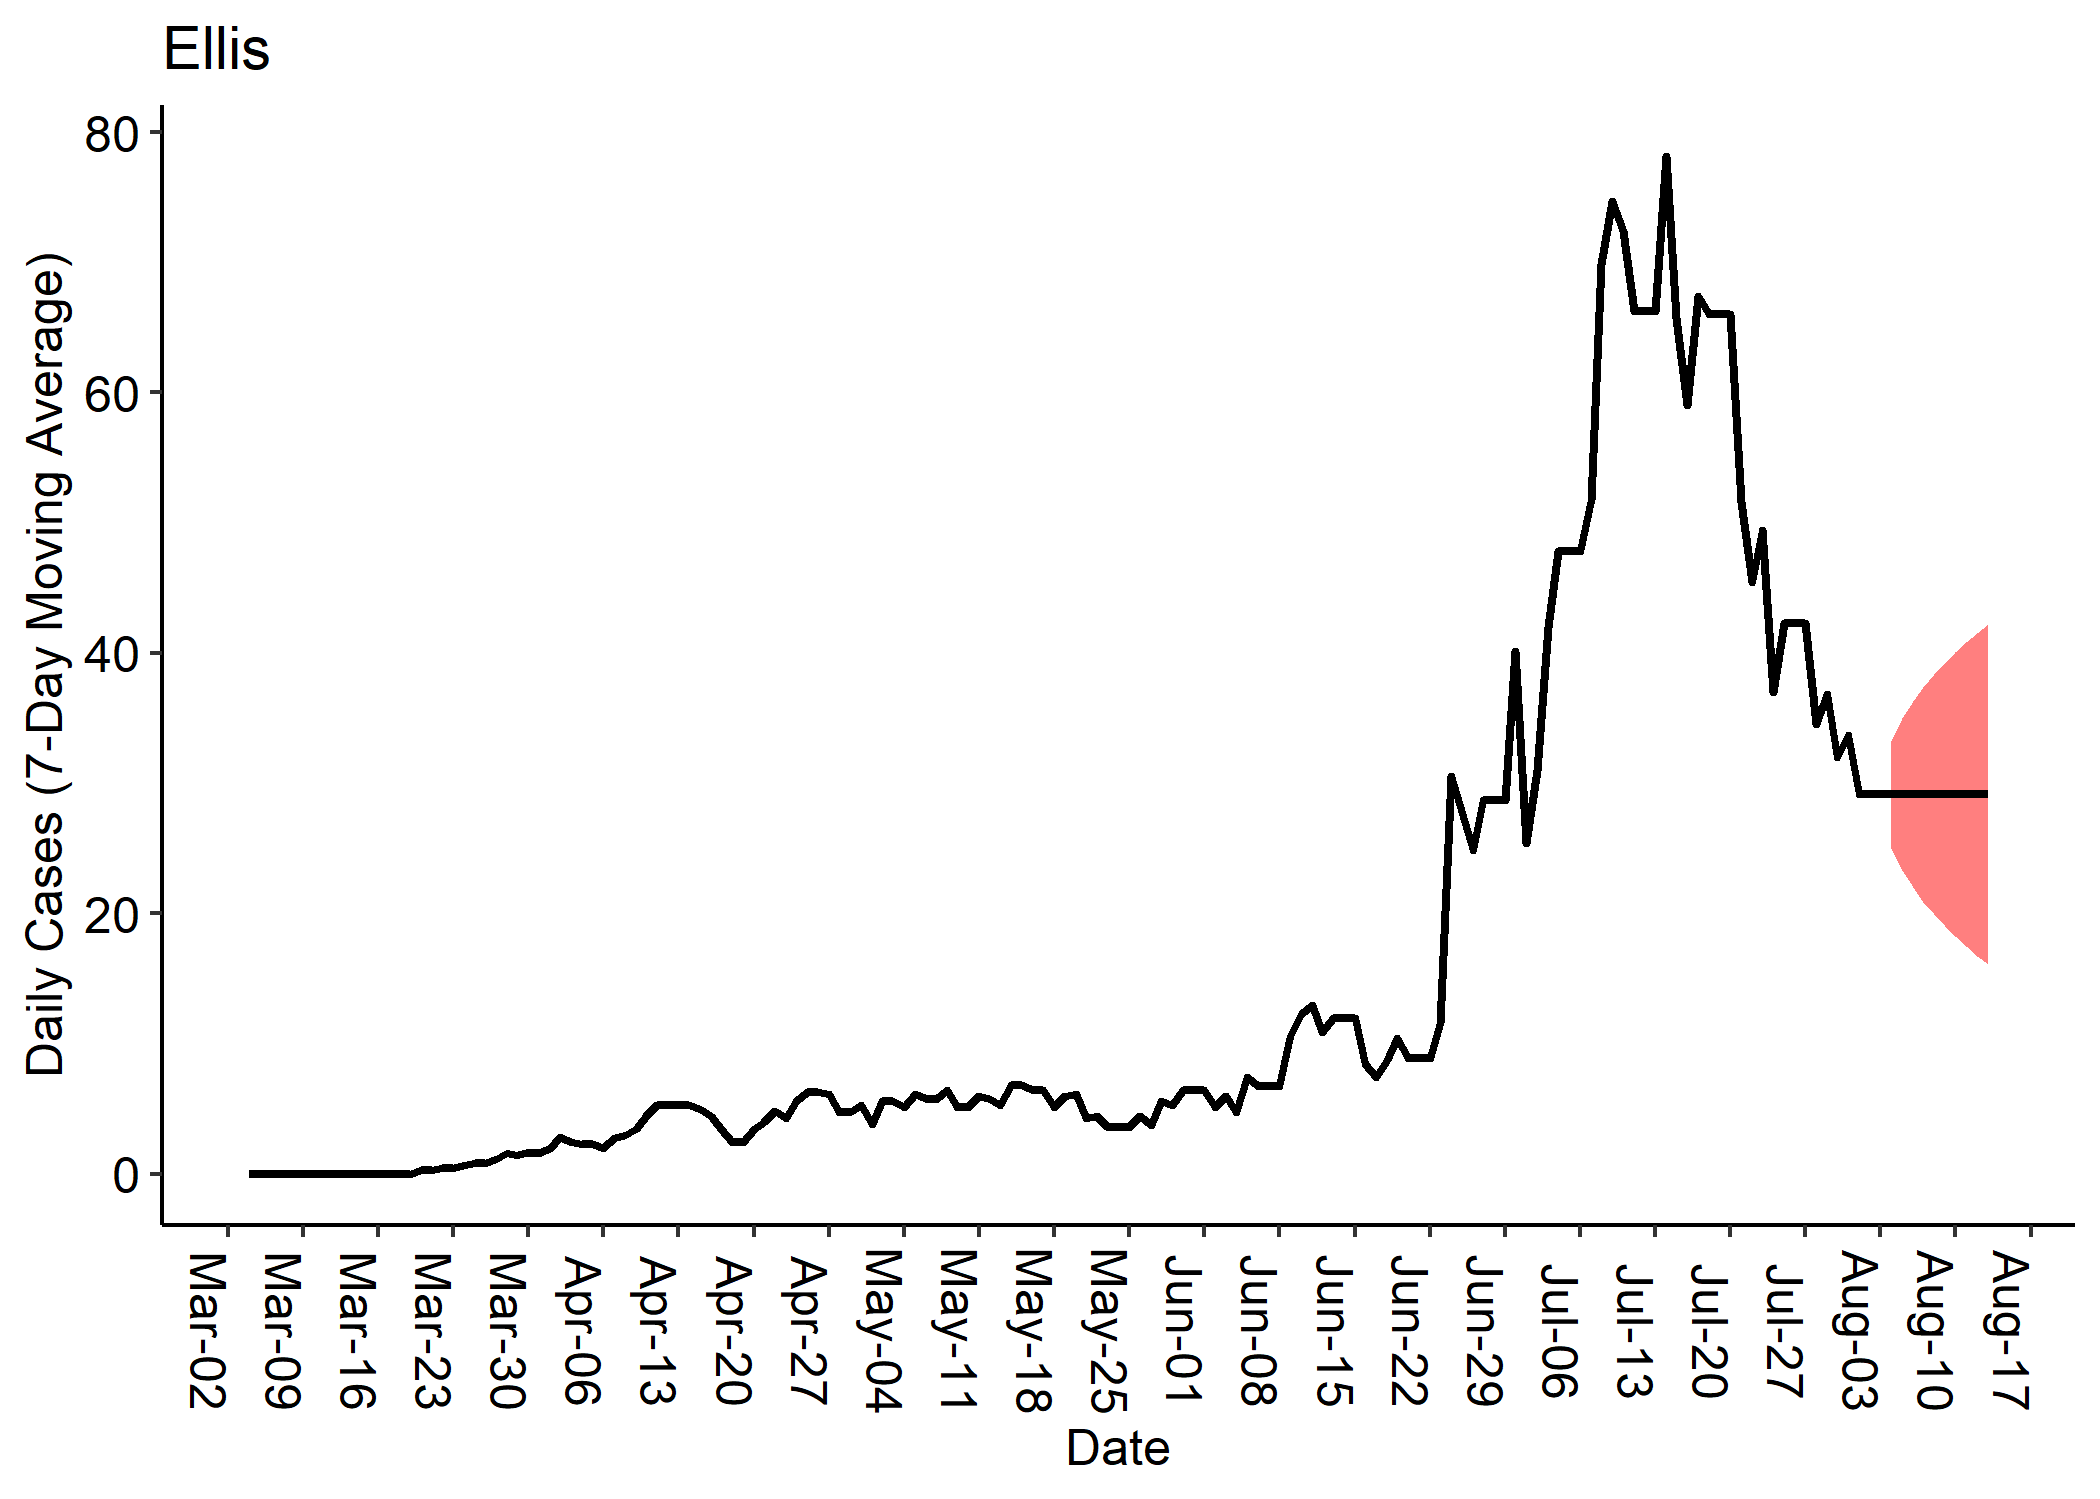 Ellis
Daily Cases (7-Day Moving Average)
80
60
40
20
0
Mar-02
Mar-09
Mar-16
Mar-23
Mar-30
Apr-06
Apr-13
Apr-20
Apr-27
May-04
May-11
May-18
May-25
Jun-01
Jun-08
Jun-15
Jun-22
Jun-29
Jul-06
Jul-13
Jul-20
Jul-27
Aug-03
Aug-10
Aug-17
Date